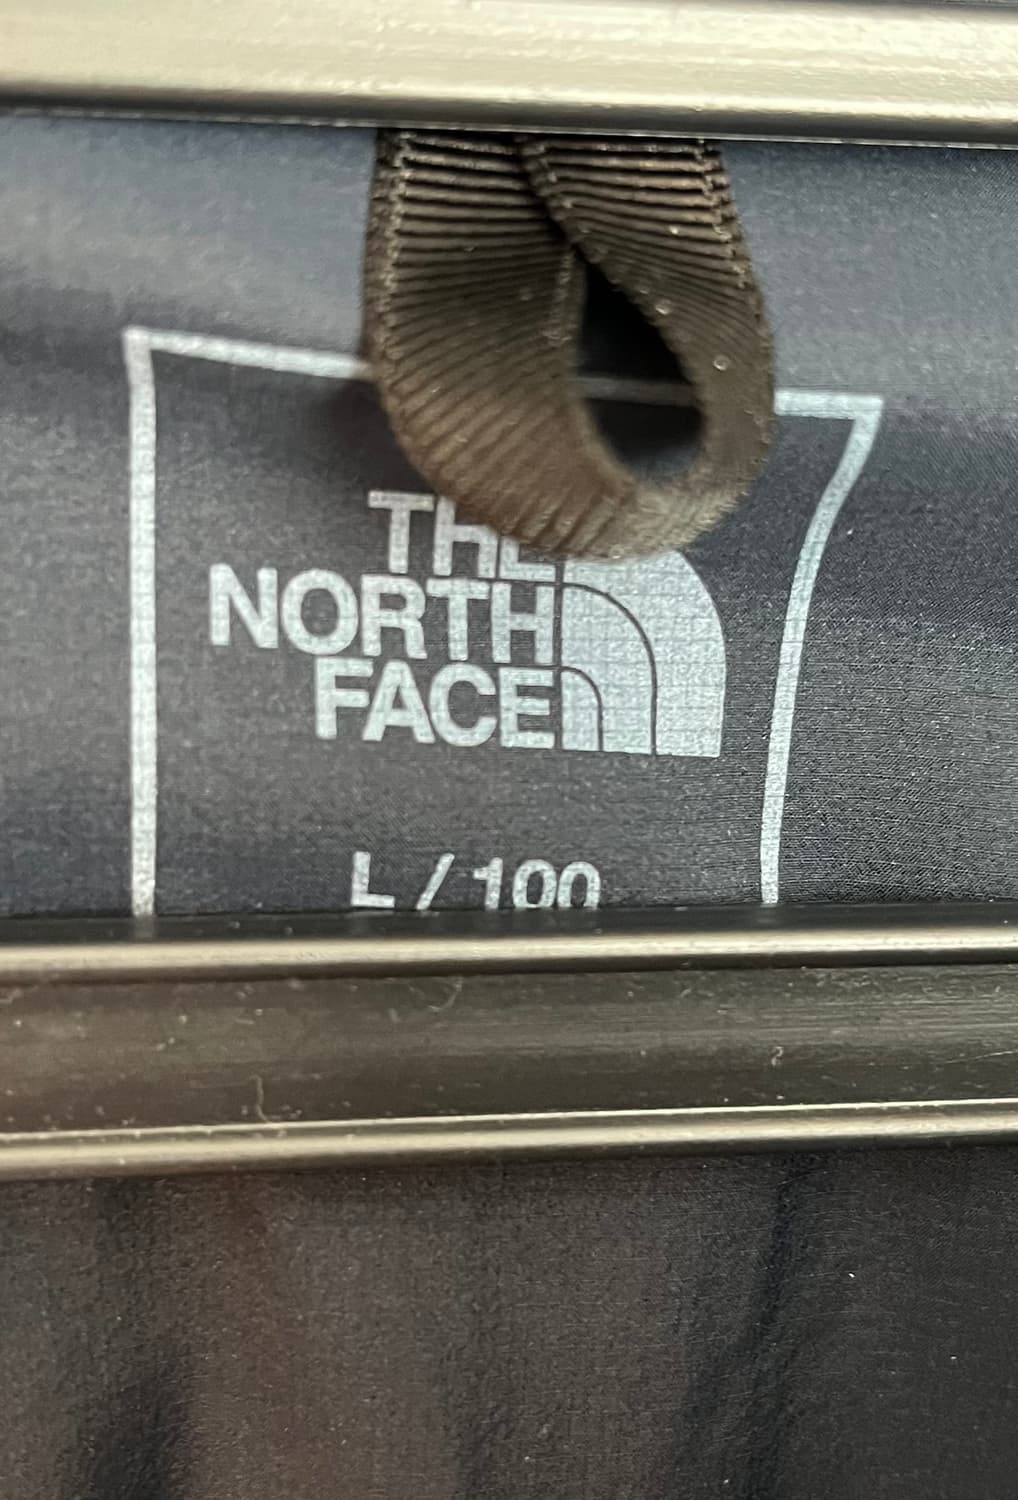 THE
NORTH
FACE
L / 100